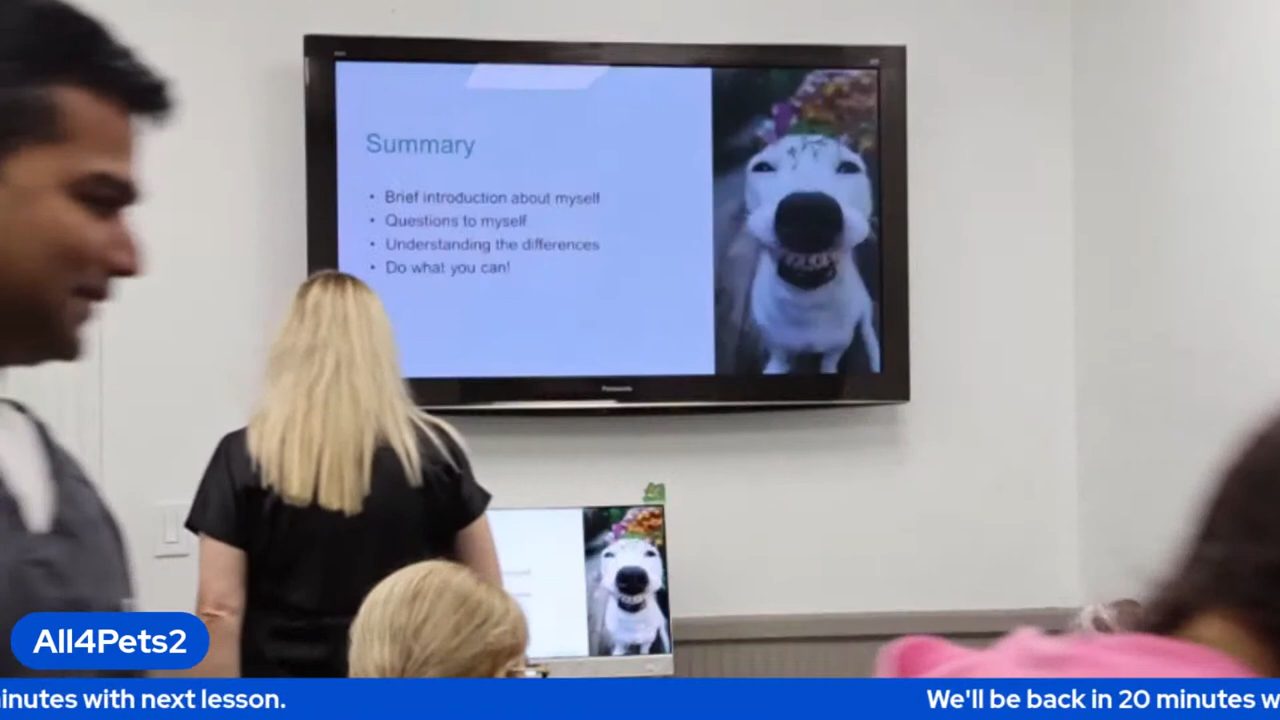 Summary
• Brief introduction about myself
• Questions to myself
• Understanding the differences
• Do what you can!
Panasonic
All4Pets2
inutes with next lesson.
We'll be back in 20 minutes w